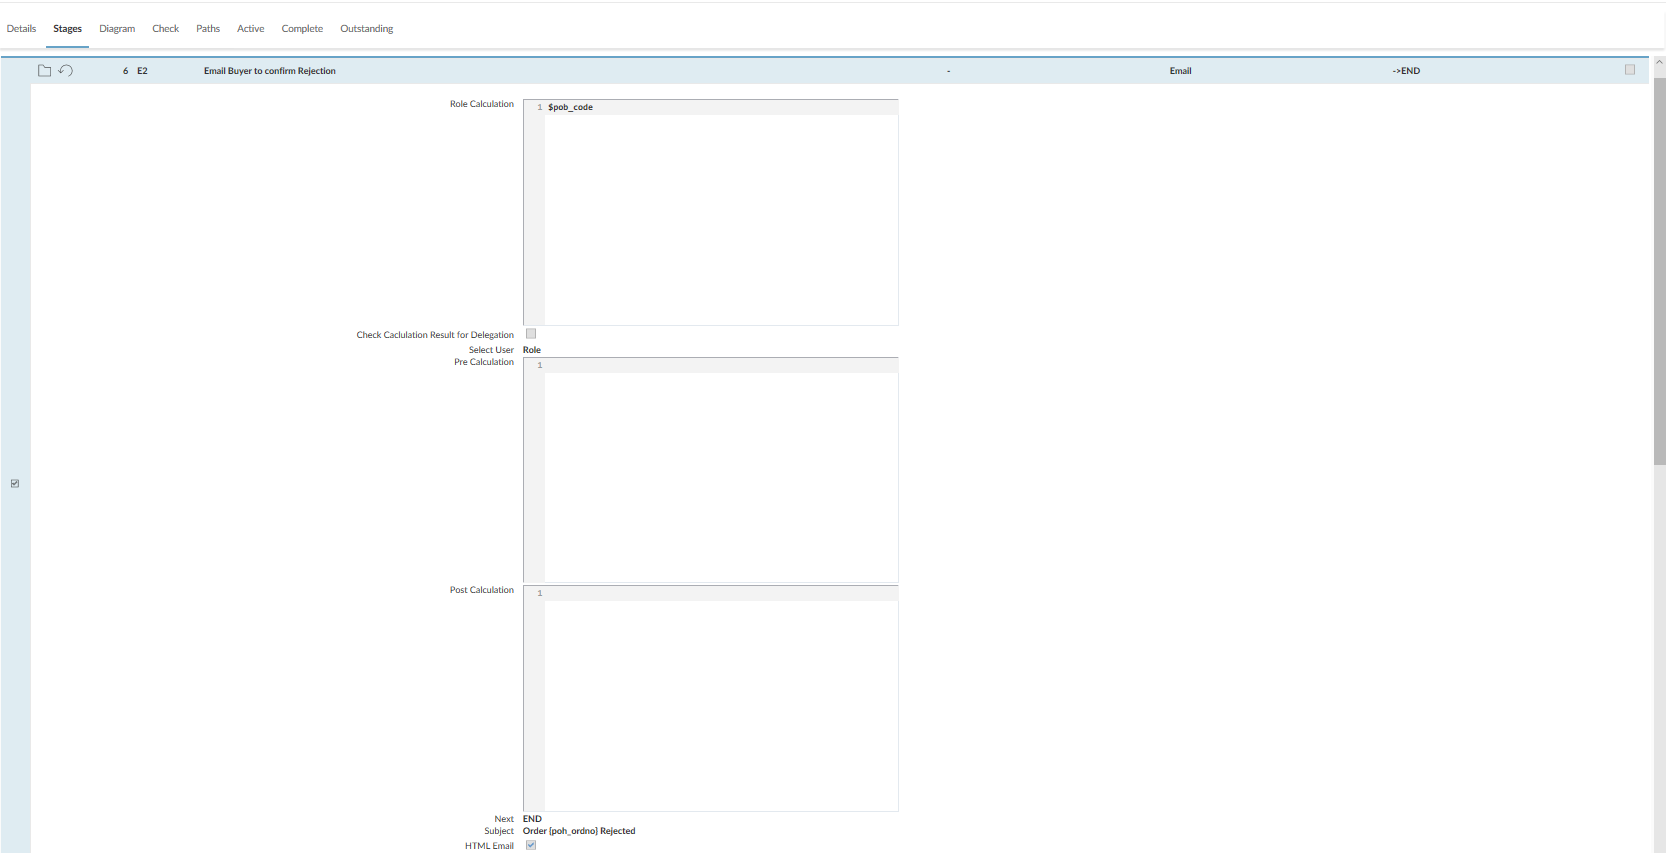 Details Stages Diagram Check Paths Active Complete Outstanding
6 E2 Email Buyer to confirm Rejection - Email ->END
Role Calculation 1 $pob_code
Check Caclulation Result for Delegation
Select User Role
Pre Calculation 1
Post Calculation 1
Next END
Subject Order {poh_ordno} Rejected
HTML Email